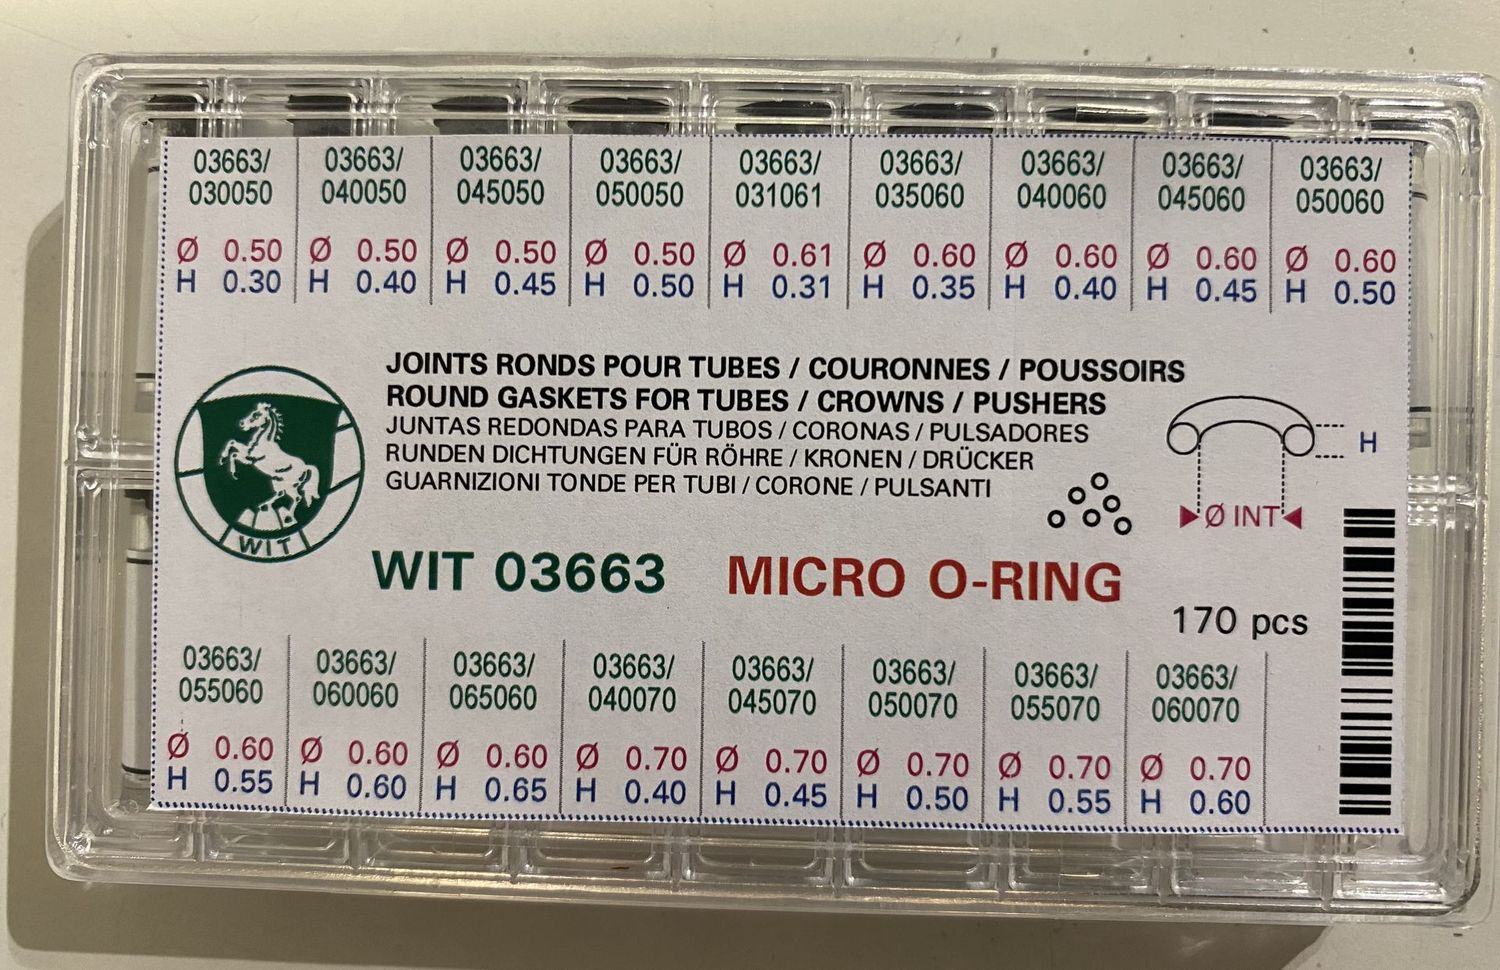 03663/ 03663/ 03663/ 03663/ 03663/ 03663/ 03663/ 03663/ 03663/
030050 040050 045050 050050 031061 035060 040060 045060 050060
Ø 0.50 Ø 0.50 Ø 0.50 Ø 0.50 Ø 0.61 Ø 0.60 Ø 0.60 Ø 0.60 Ø 0.60
H 0.30 H 0.40 H 0.45 H 0.50 H 0.31 H 0.35 H 0.40 H 0.45 H 0.50
JOINTS RONDS POUR TUBES / COURONNES / POUSSOIRS
ROUND GASKETS FOR TUBES / CROWNS / PUSHERS
JUNTAS REDONDAS PARA TUBOS / CORONAS / PULSADORES
RUNDEN DICHTUNGEN FÜR RÖHRE / KRONEN / DRÜCKER
GUARNIZIONI TONDE PER TUBI / CORONE / PULSANTI
H
Ø INT
WIT
WIT 03663 MICRO O-RING
170 pcs
03663/ 03663/ 03663/ 03663/ 03663/ 03663/ 03663/ 03663/
055060 060060 065060 040070 045070 050070 055070 060070
Ø 0.60 Ø 0.60 Ø 0.60 Ø 0.70 Ø 0.70 Ø 0.70 Ø 0.70 Ø 0.70
H 0.55 H 0.60 H 0.65 H 0.40 H 0.45 H 0.50 H 0.55 H 0.60